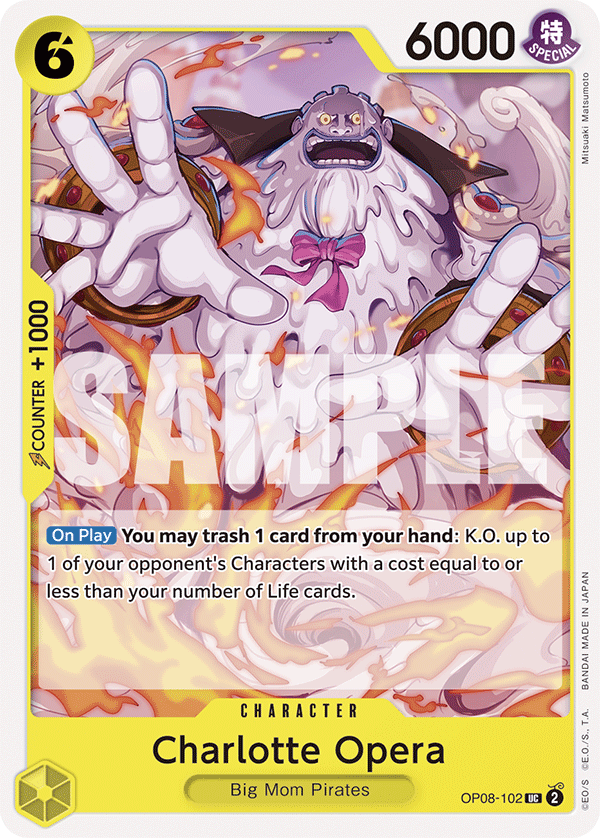 6
6000
特
SPECIAL
Mitsuaki Matsumoto
COUNTER +1000
SAMPLE
On Play You may trash 1 card from your hand: K.O. up to
1 of your opponent's Characters with a cost equal to or
less than your number of Life cards.
CHARACTER
Charlotte Opera
Big Mom Pirates
OP08-102 UC 2
©E.O/S ©E.O./S., T.A. BANDAI MADE IN JAPAN